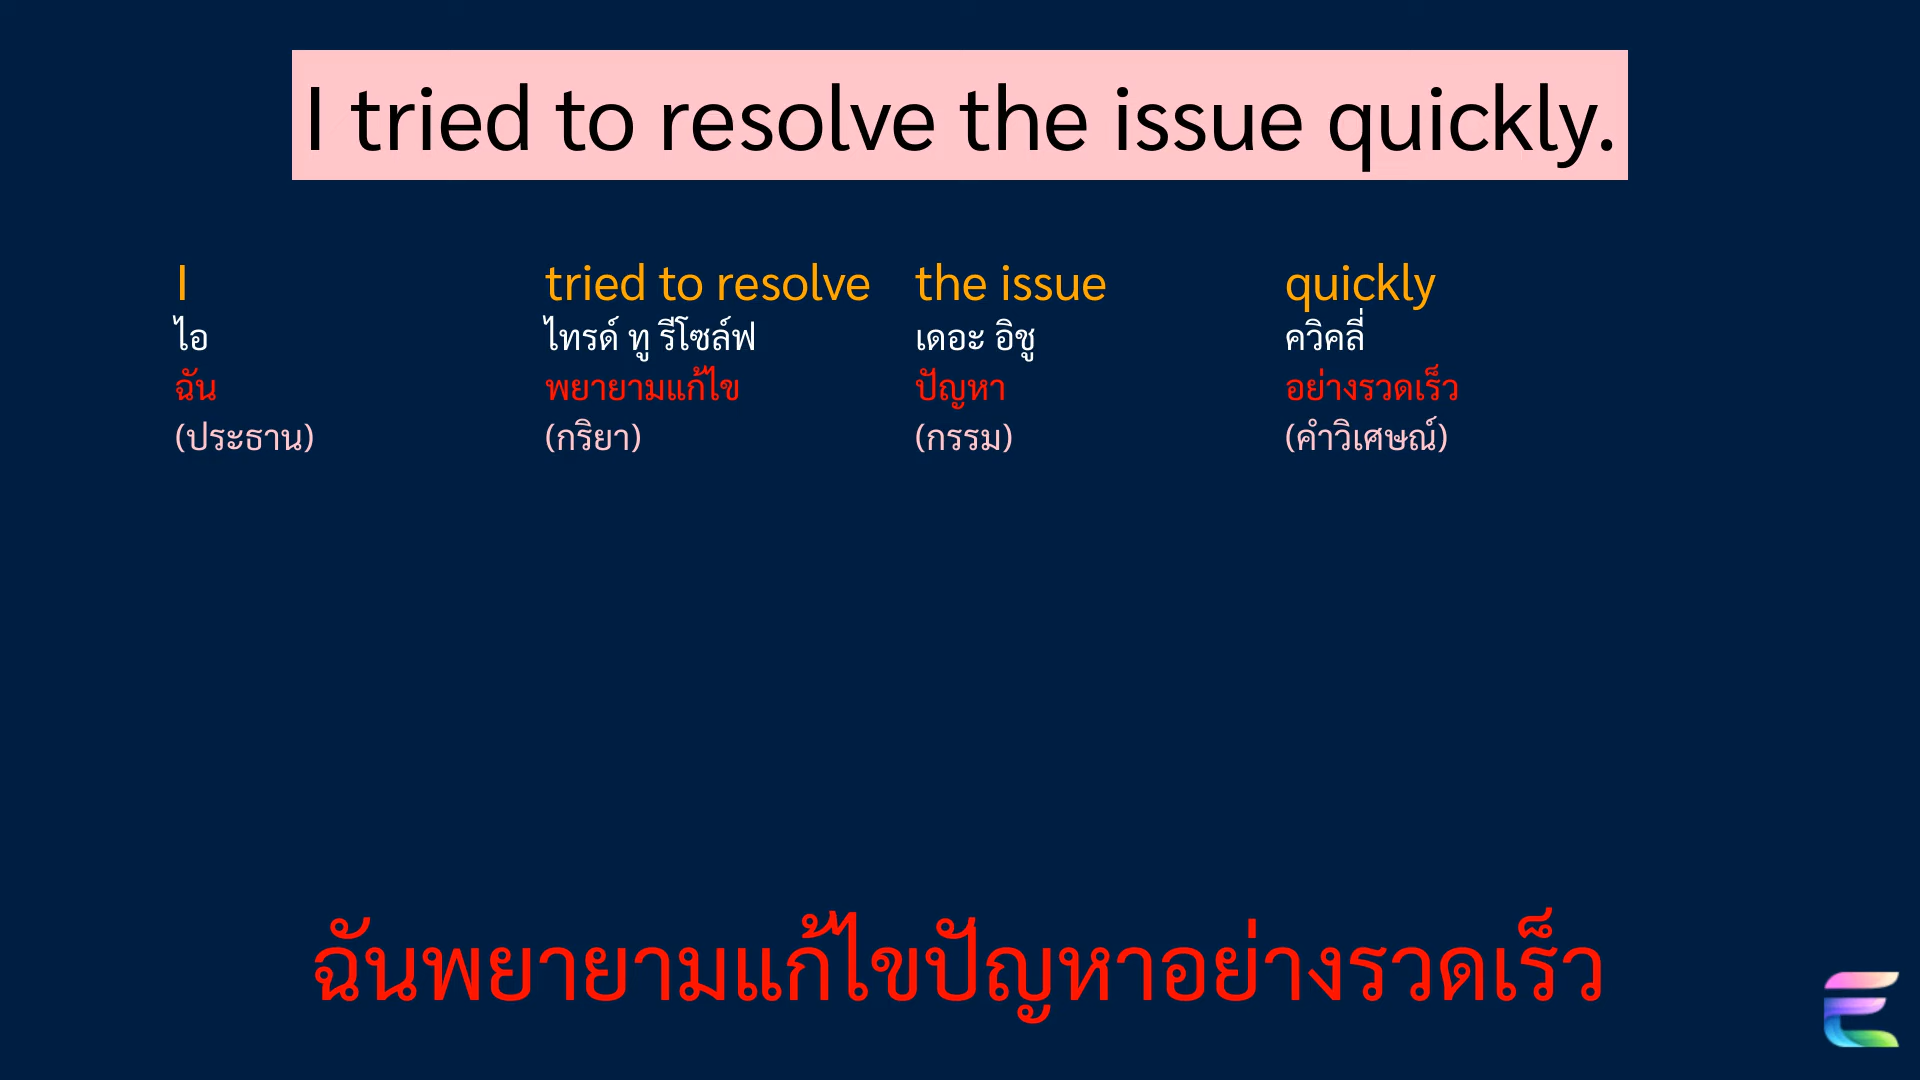 I tried to resolve the issue quickly.
I tried to resolve the issue quickly
ไอ ไทรด์ ทู รีโซล์ฟ เดอะ อิชู ควิคลี่
ฉัน พยายามแก้ไข ปัญหา อย่างรวดเร็ว
(ประธาน) (กริยา) (กรรม) (คำวิเศษณ์)
ฉันพยายามแก้ไขปัญหาอย่างรวดเร็ว